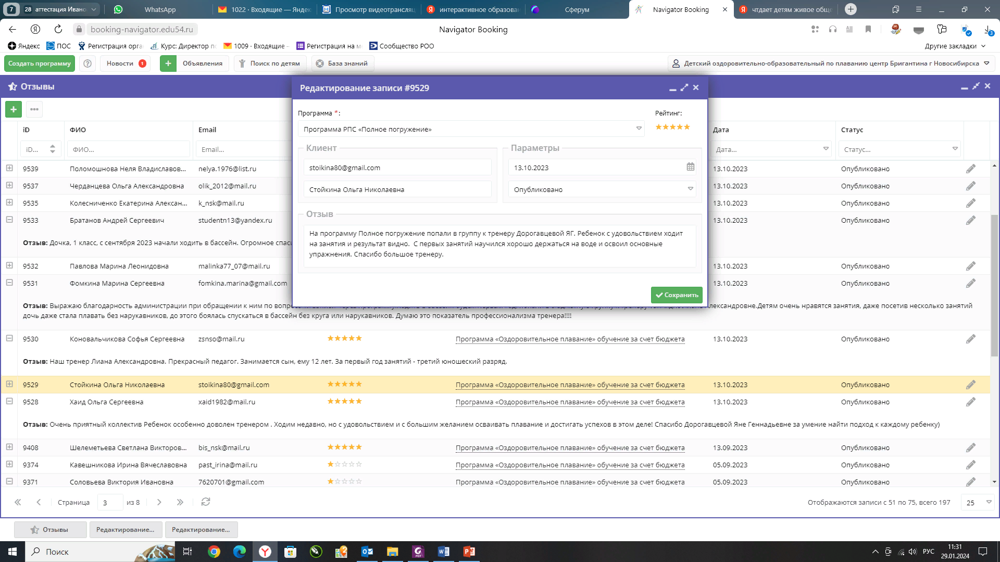 7
28 аттестация Ивано
WhatsApp
1022 · Входящие — Яндекс
Просмотр видеотрансляц
интерактивное образован
Сферум
Navigator Booking
чтдает детям живое обще
booking-navigator.edu54.ru
Navigator Booking
3
Яндекс
ПОС
Регистрация орга
Курс: Директор по
1009 · Входящие -
Регистрация на м
Сообщество РОО
Другие закладки
Создать программу
Новости 1
+ Объявления
Поиск по детям
База знаний
Детский оздоровительно-образовательный по плаванию центр Бригантина г Новосибирска
Отзывы
Редактирование записи #9529
Программа *:
Рейтинг:
Программа РПС «Полное погружение»
Клиент
Параметры
stoikina80@gmail.com
13.10.2023
Стойкина Ольга Николаевна
Опубликовано
Отзыв
На программу Полное погружение попали в группу к тренеру Дорогавцевой ЯГ. Ребенок с удовольствием ходит
на занятия и результат видно.  С первых занятий научился хорошо держаться на воде и освоил основные
упражнения. Спасибо большое тренеру.
Сохранить
iD ФИО Email Дата Статус
iD... ФИО... Email... Дата... Статус...
9539 Поломошнова Неля Владиславов... nelya.1976@list.ru 13.10.2023 Опубликовано
9537 Черданцева Ольга Александровна olik_2012@mail.ru 13.10.2023 Опубликовано
9535 Колесниченко Екатерина Алексан... k_nsk@mail.ru 13.10.2023 Опубликовано
9533 Братанов Андрей Сергеевич studentn13@yandex.ru 13.10.2023 Опубликовано
Отзыв: Дочка, 1 класс, с сентября 2023 начали ходить в бассейн. Огромное спаси
9532 Павлова Марина Леонидовна malinka77_07@mail.ru 13.10.2023 Опубликовано
9531 Фомкина Марина Сергеевна fomkina.marina@gmail.com 13.10.2023 Опубликовано
Отзыв: Выражаю благодарность администрации при обращении к ним по вопро Александровне.Детям очень нравятся занятия, даже посетив несколько занятий
дочь даже стала плавать без нарукавников, до этого боялась спускаться в бассейн без круга или нарукавников. Думаю это показатель профессионализма тренера!!!!
9530 Коновальчикова Софья Сергеевна zsnso@mail.ru Программа «Оздоровительное плавание» обучение за счет бюджета 13.10.2023 Опубликовано
Отзыв: Наш тренер Лиана Александровна. Прекрасный педагог. Занимается сын, ему 12 лет. За первый год занятий - третий юношеский разряд.
9529 Стойкина Ольга Николаевна stoikina80@gmail.com Программа «Оздоровительное плавание» обучение за счет бюджета 13.10.2023 Опубликовано
9528 Хаид Ольга Сергеевна xaid1982@mail.ru Программа «Оздоровительное плавание» обучение за счет бюджета 13.10.2023 Опубликовано
Отзыв: Очень приятный коллектив Ребенок особенно доволен тренером . Ходим недавно, но с удовольствием и с большим желанием осваивать плавание и достигать успехов в этом деле! Спасибо Дорогавцевой Яне Геннадьевне за умение найти подход к каждому ребенку)
9408 Шелеметьева Светлана Викторов... bis_nsk@mail.ru Программа «Оздоровительное плавание» обучение за счет бюджета 13.09.2023 Опубликовано
9374 Кавешникова Ирина Вячеславовна past_irina@mail.ru Программа «Оздоровительное плавание» обучение за счет бюджета 05.09.2023 Опубликовано
9371 Соловьева Виктория Ивановна 7620701@gmail.com Программа «Оздоровительное плавание» обучение за счет бюджета 05.09.2023 Опубликовано
Страница 3 из 8
Отображаются записи с 51 по 75, всего 197
25
Отзывы
Редактирование...
Редактирование...
Поиск
РУС
11:31
29.01.2024